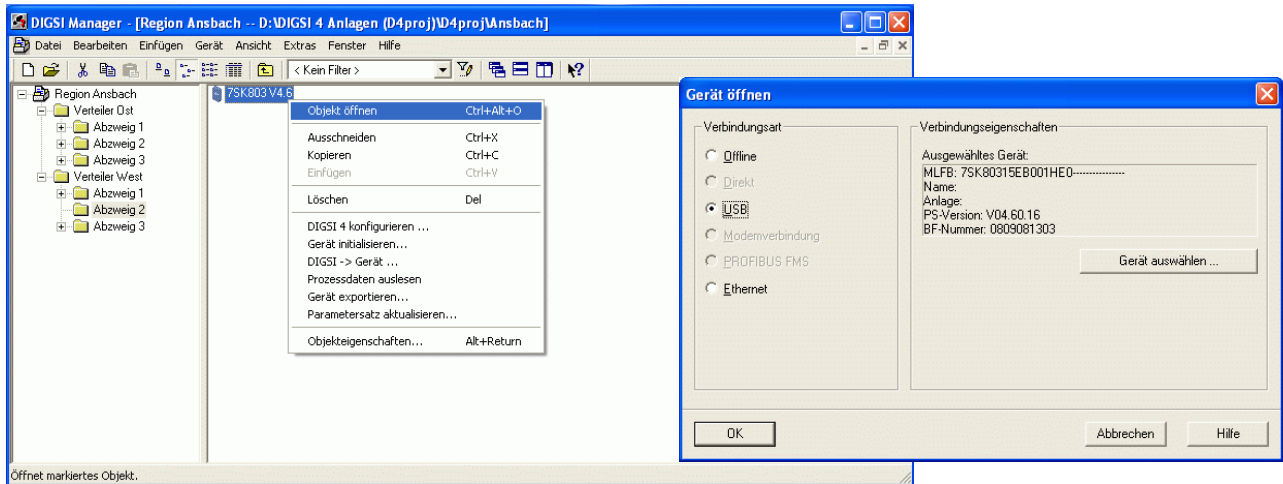 DIGSI Manager - [Region Ansbach -- D:\DIGSI 4 Anlagen (D4proj)\D4proj\Ansbach]
Datei Bearbeiten Einfügen Gerät Ansicht Extras Fenster Hilfe
< Kein Filter >
Region Ansbach
Verteiler Ost
Abzweig 1
Abzweig 2
Abzweig 3
Verteiler West
Abzweig 1
Abzweig 2
Abzweig 3
7SK803 V4.6
Objekt öffnen Ctrl+Alt+O
Ausschneiden Ctrl+X
Kopieren Ctrl+C
Einfügen Ctrl+V
Löschen Del
DIGSI 4 konfigurieren ...
Gerät initialisieren...
DIGSI -> Gerät ...
Prozessdaten auslesen
Gerät exportieren...
Parametersatz aktualisieren...
Objekteigenschaften... Alt+Return
Öffnet markiertes Objekt.
Gerät öffnen
Verbindungsart
Offline
Direkt
USB
Modemverbindung
PROFIBUS FMS
Ethernet
Verbindungseigenschaften
Ausgewähltes Gerät:
MLFB: 7SK80315EB001HE0---------------
Name:
Anlage:
PS-Version: V04.60.16
BF-Nummer: 0809081303
Gerät auswählen ...
OK
Abbrechen
Hilfe